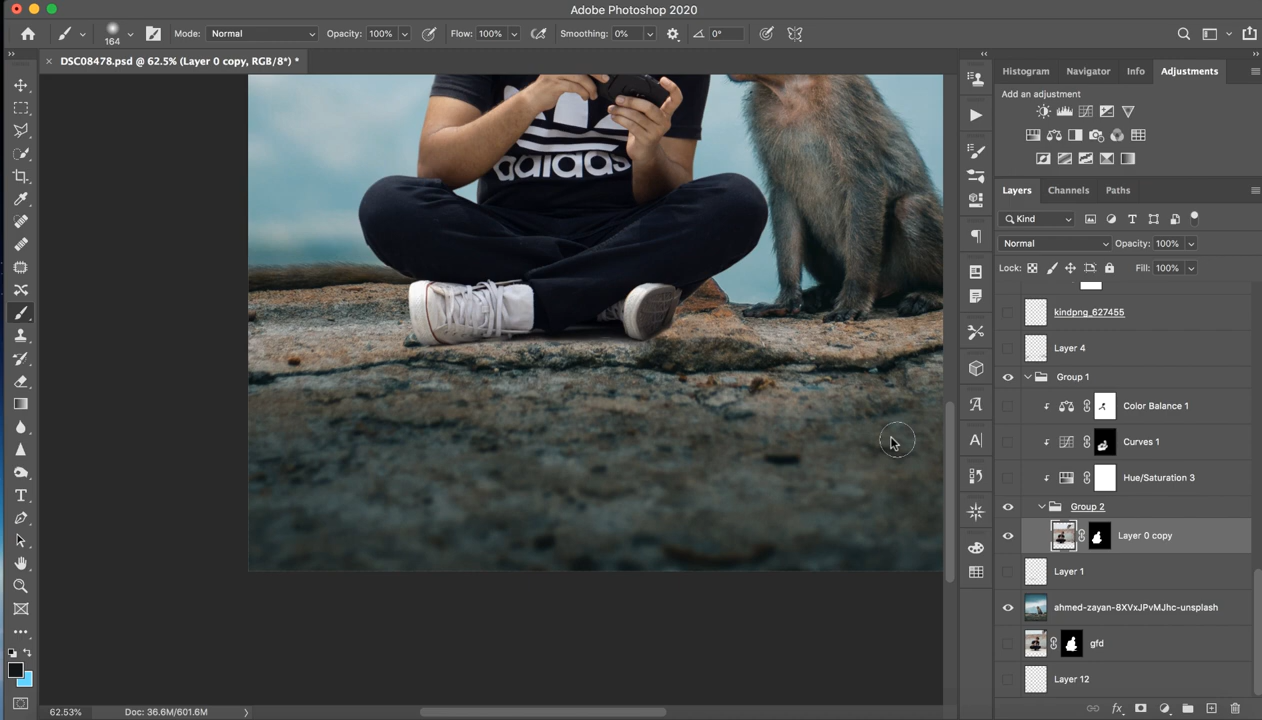 Adobe Photoshop 2020
164
Mode: Normal
Opacity: 100%
Flow: 100%
Smoothing: 0%
0°
DSC08478.psd @ 62.5% (Layer 0 copy, RGB/8*) *
Histogram
Navigator
Info
Adjustments
Add an adjustment
adidas
Layers
Channels
Paths
Kind
Normal
Opacity: 100%
Lock:
Fill: 100%
kindpng_627455
Layer 4
Group 1
Color Balance 1
Curves 1
Hue/Saturation 3
Group 2
Layer 0 copy
Layer 1
ahmed-zayan-8XVxJPvMJhc-unsplash
gfd
Layer 12
62.53%
Doc: 36.6M/601.6M